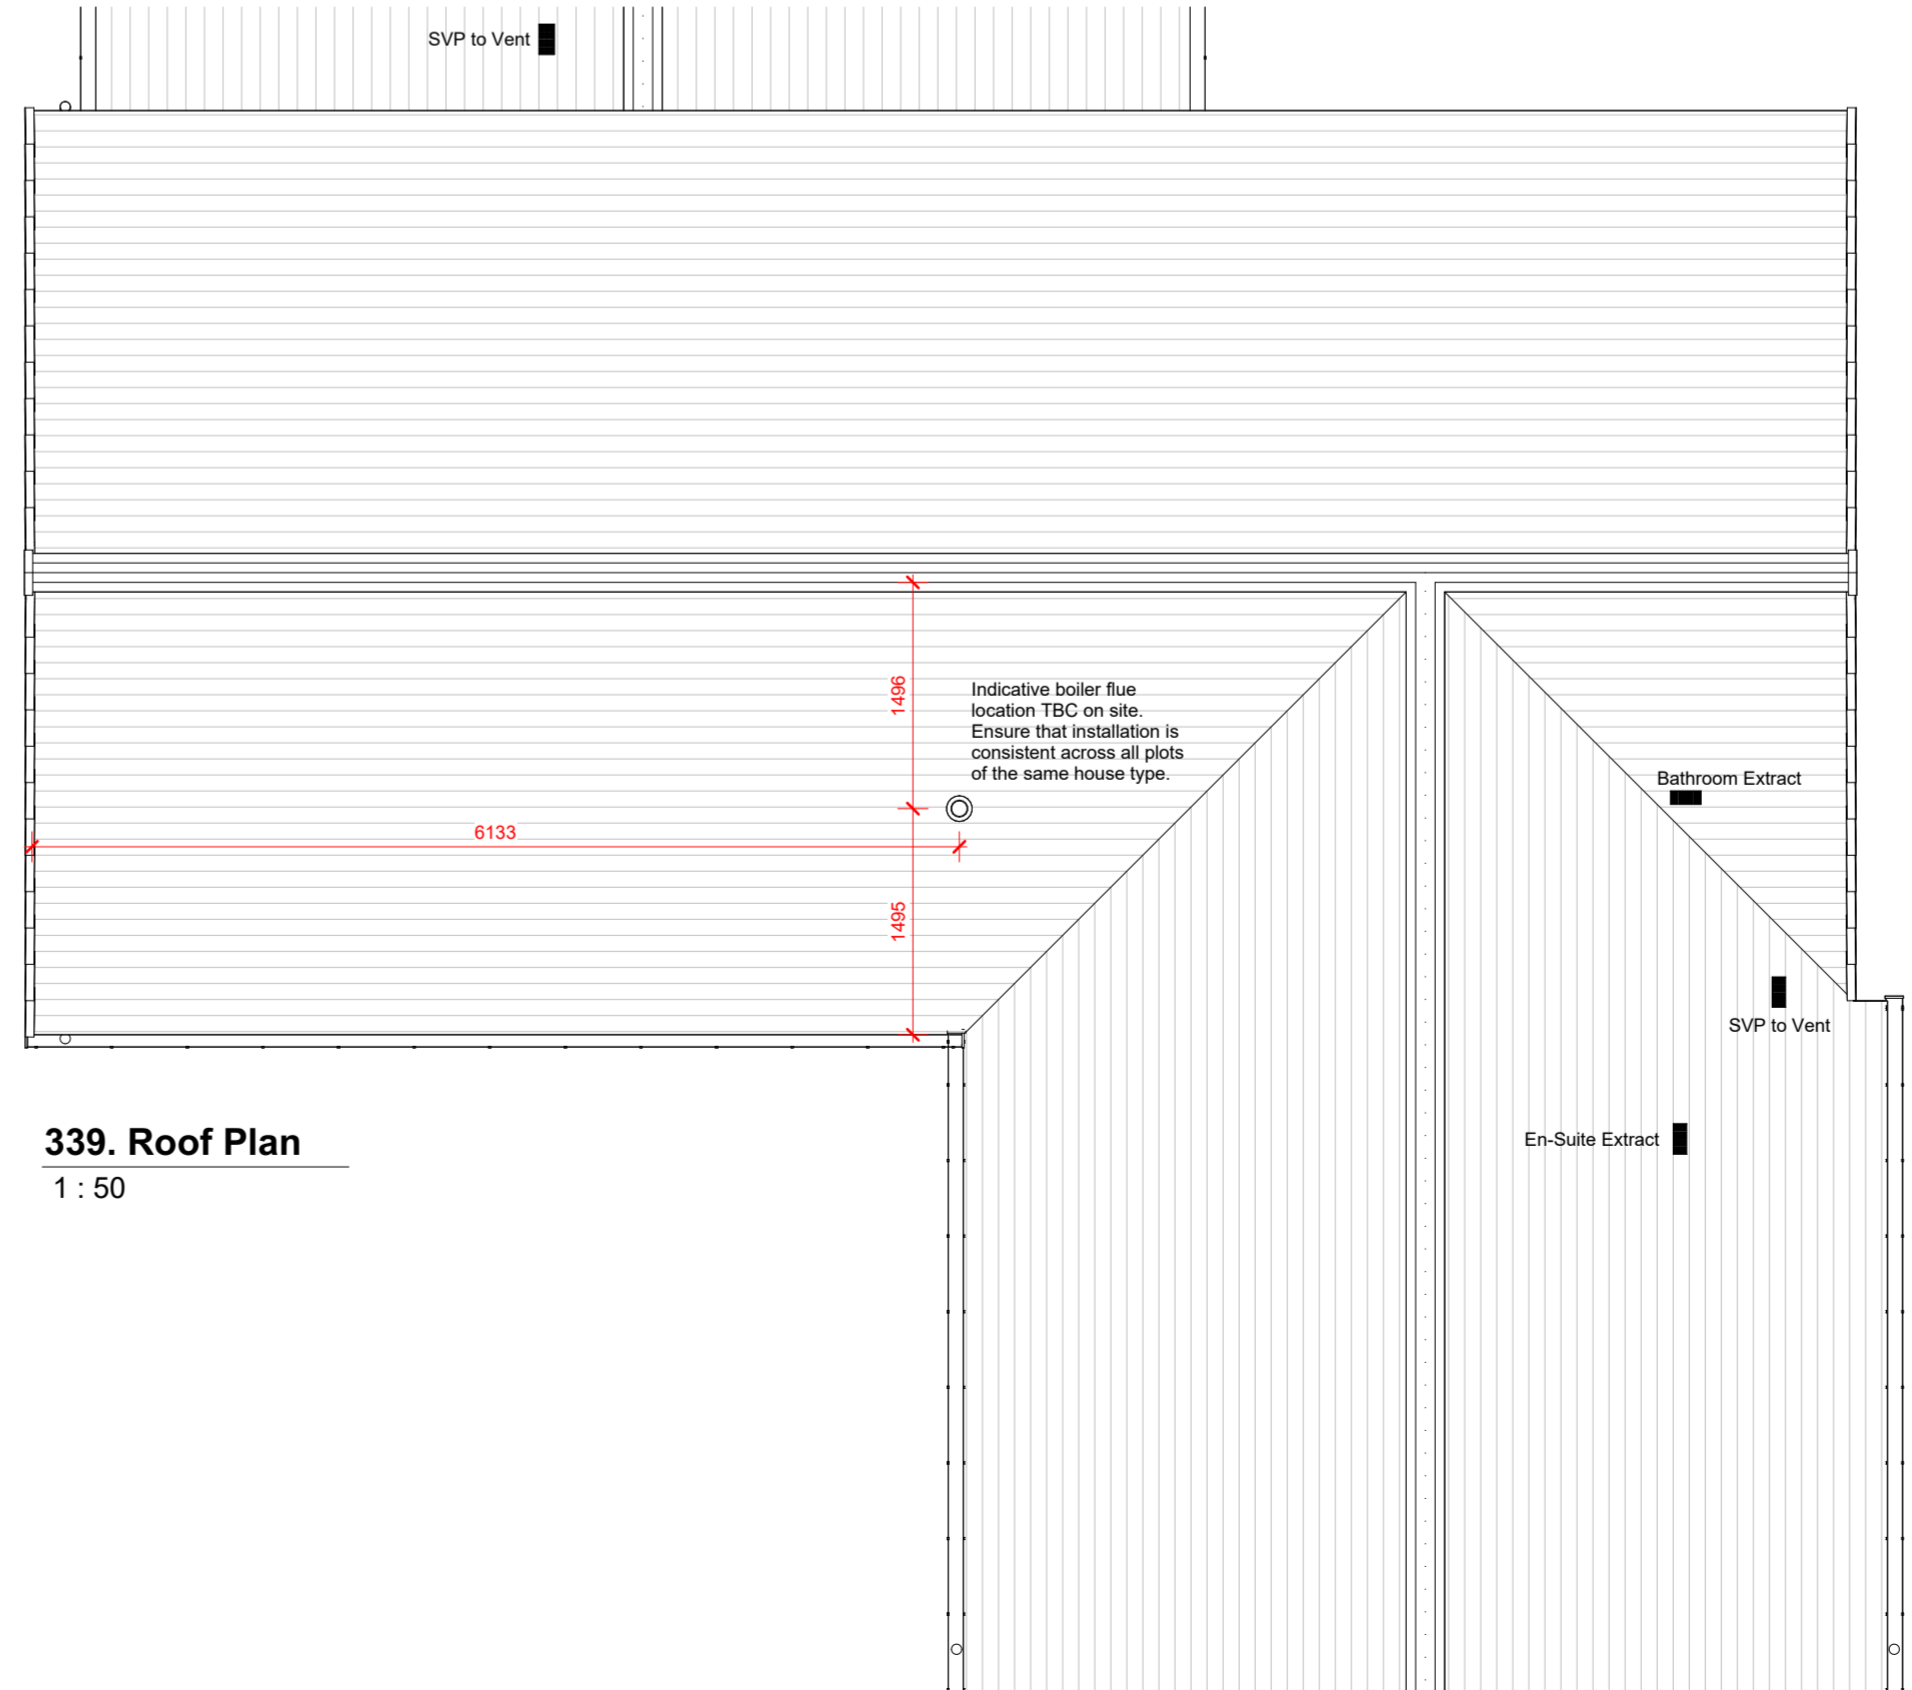 SVP to Vent
1496
Indicative boiler flue
location TBC on site.
Ensure that installation is
consistent across all plots
of the same house type.
Bathroom Extract
6133
1495
SVP to Vent
En-Suite Extract
339. Roof Plan
1 : 50